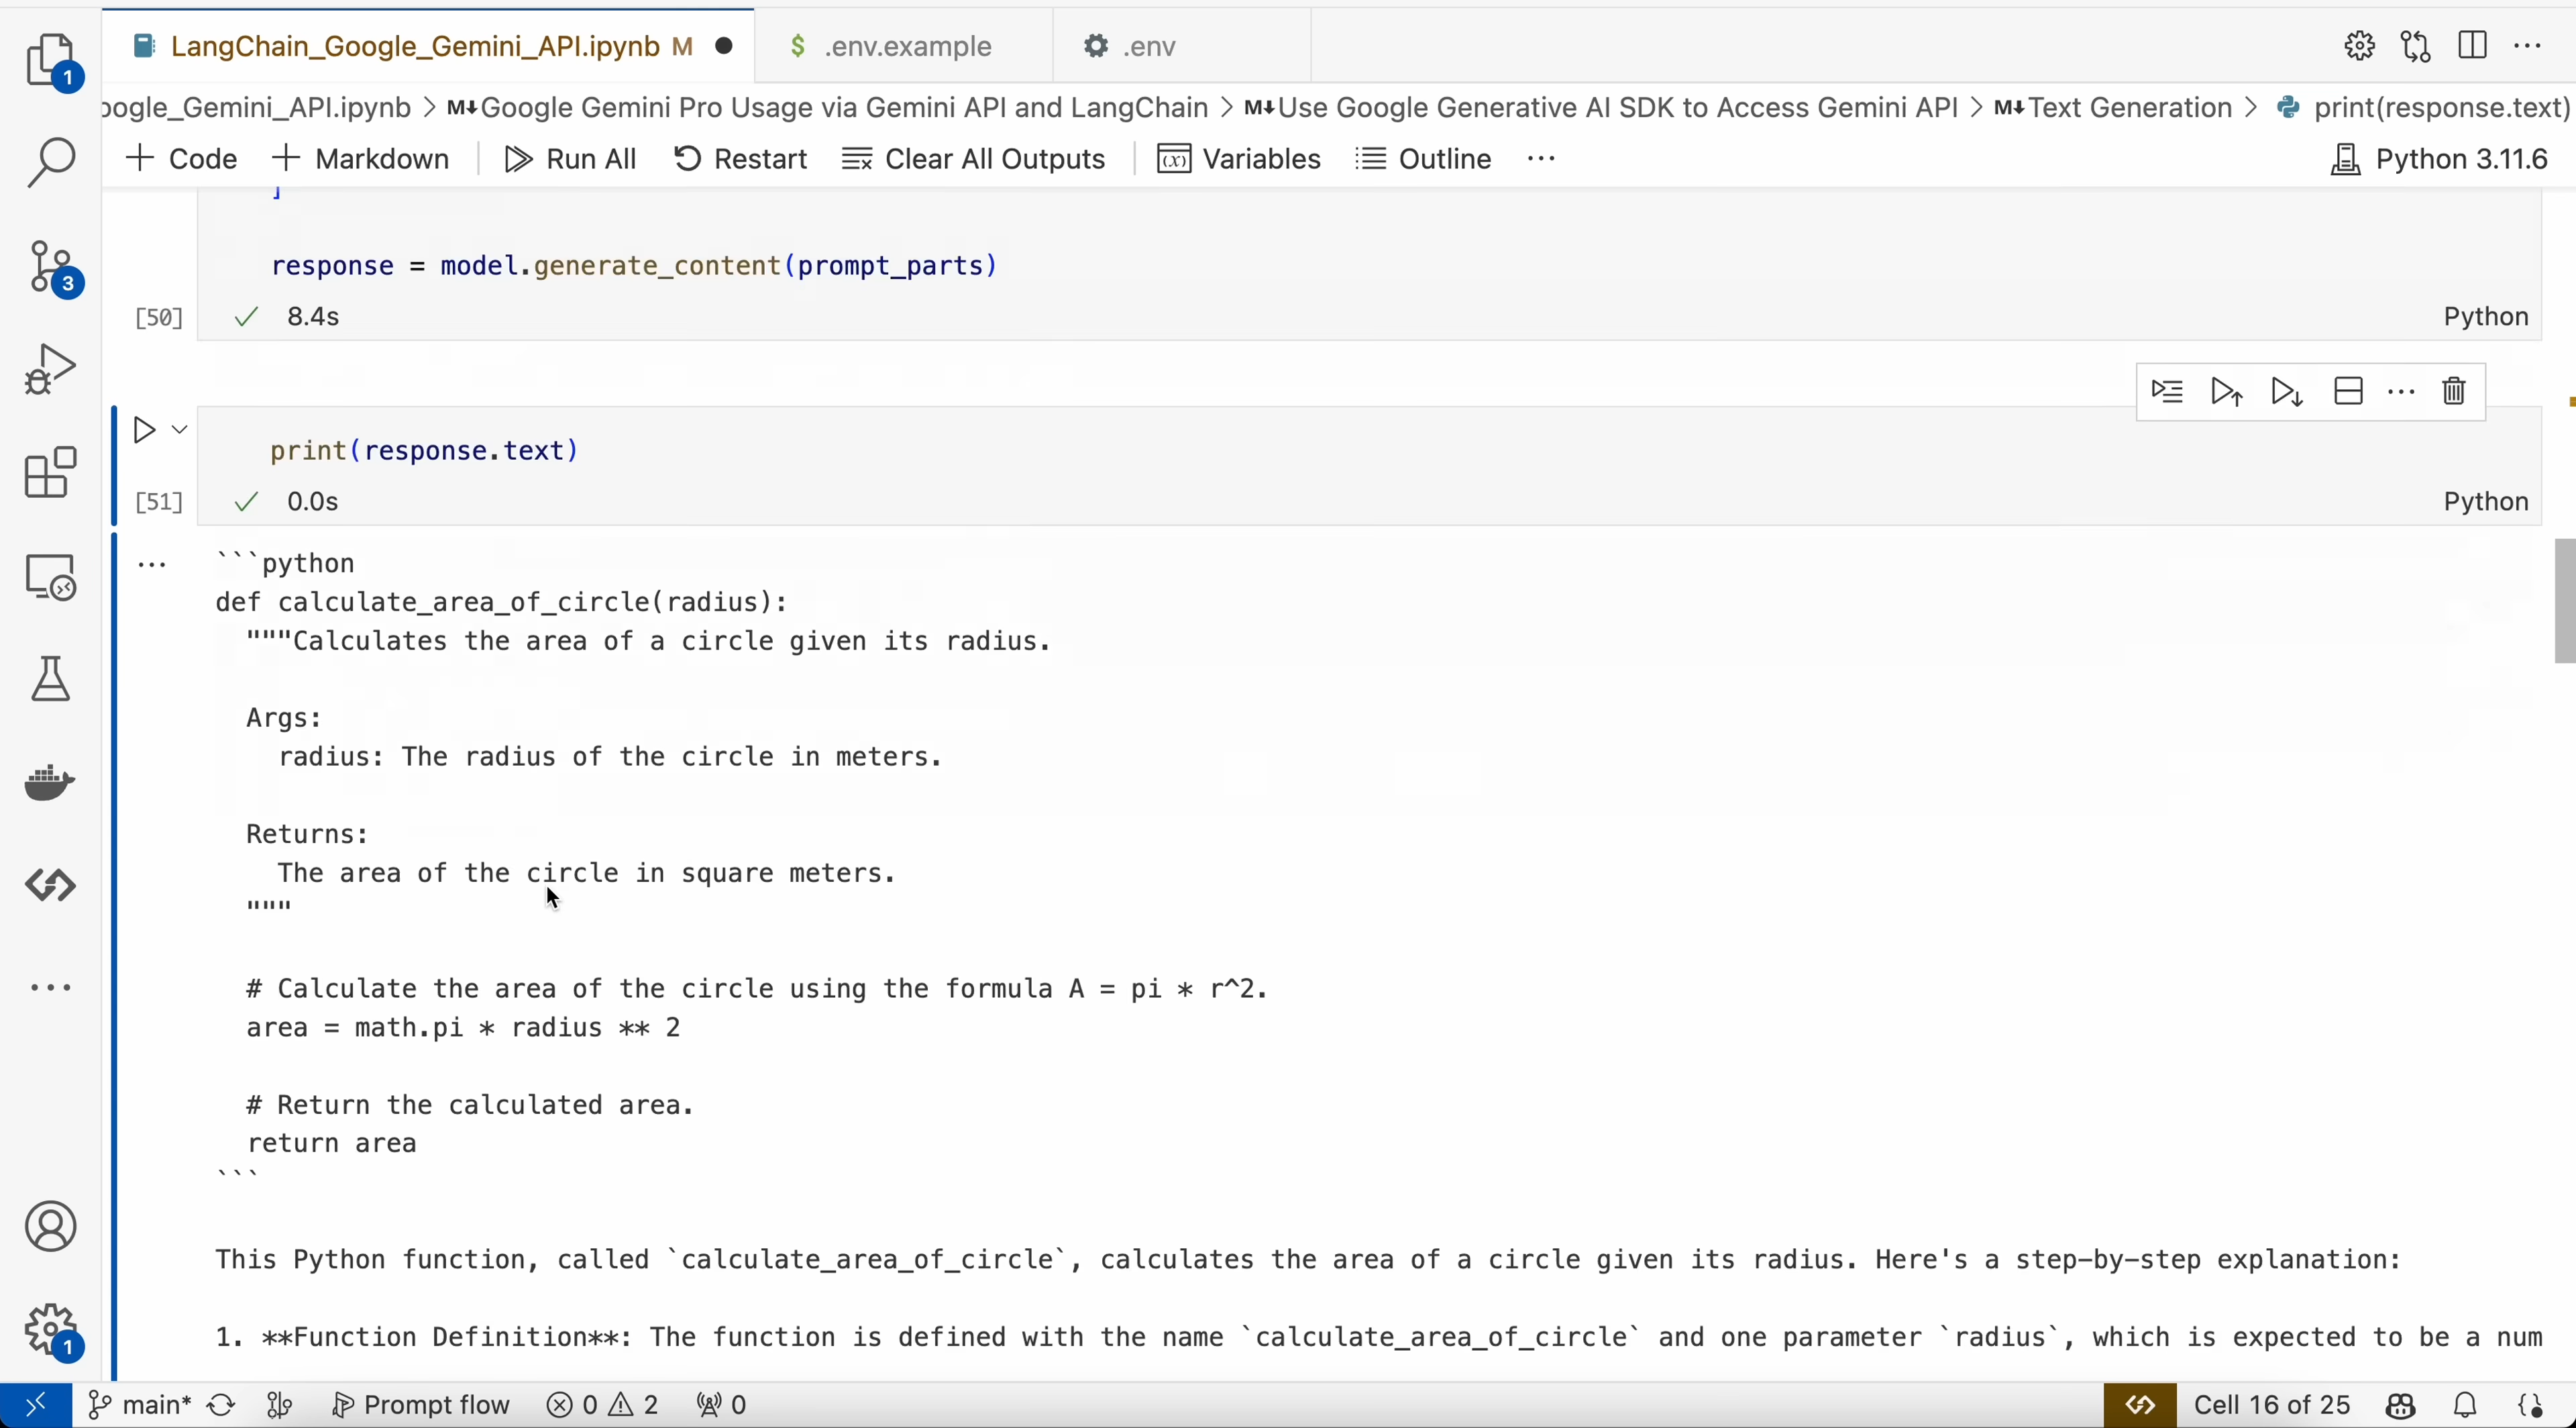 LangChain_Google_Gemini_API.ipynb M
$ .env.example
.env
oogle_Gemini_API.ipynb > M↓Google Gemini Pro Usage via Gemini API and LangChain > M↓Use Google Generative AI SDK to Access Gemini API > M↓Text Generation > print(response.text)
+ Code + Markdown Run All Restart Clear All Outputs (x) Variables Outline ... Python 3.11.6
]
response = model.generate_content(prompt_parts)
[50] ✓ 8.4s Python
print(response.text)
[51] ✓ 0.0s Python
... ```python
def calculate_area_of_circle(radius):
"""Calculates the area of a circle given its radius.
Args:
radius: The radius of the circle in meters.
Returns:
The area of the circle in square meters.
"""
# Calculate the area of the circle using the formula A = pi * r^2.
area = math.pi * radius ** 2
# Return the calculated area.
return area
```
This Python function, called `calculate_area_of_circle`, calculates the area of a circle given its radius. Here's a step-by-step explanation:
1. **Function Definition**: The function is defined with the name `calculate_area_of_circle` and one parameter `radius`, which is expected to be a num
1
3
1
main* Prompt flow 0 2 0 Cell 16 of 25